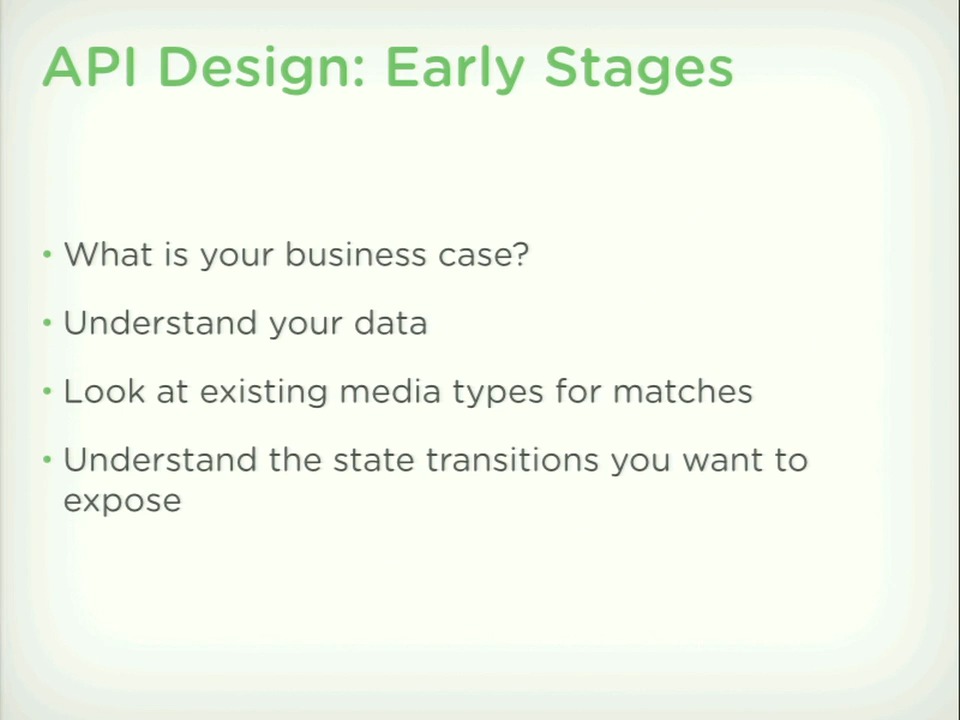 API Design: Early Stages
• What is your business case?
• Understand your data
• Look at existing media types for matches
• Understand the state transitions you want to
expose